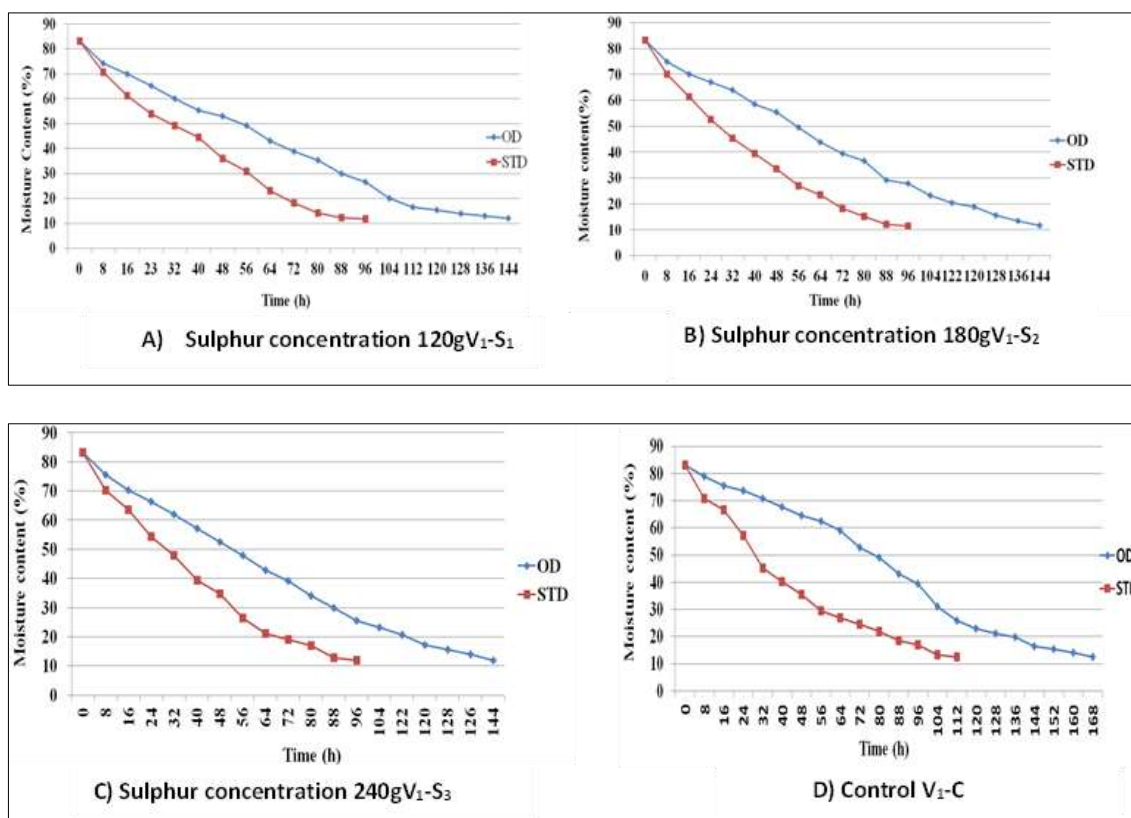 90
80
70
60
50
40
30
20
10
0
Moisture Content (%)
OD
STD
0 8 16 23 32 40 48 56 64 72 80 88 96 104 112 120 128 136 144
Time (h)
A) Sulphur concentration 120gV₁-S₁
90
80
70
60
50
40
30
20
10
0
Moisture content(%)
OD
STD
0 8 16 24 32 40 48 56 64 72 80 88 96 104 122 120 128 136 144
Time (h)
B) Sulphur concentration 180gV₁-S₂
90
80
70
60
50
40
30
20
10
0
Moisture content (%)
OD
STD
0 8 16 24 32 40 48 56 64 72 80 88 96 104 122 120 128 126 144
Time (h)
C) Sulphur concentration 240gV₁-S₃
90
80
70
60
50
40
30
20
10
0
Moisture content (%)
OD
STD
0 8 16 24 32 40 48 56 64 72 80 88 96 104 112 120 128 136 144 152 160 168
Time (h)
D) Control V₁-C